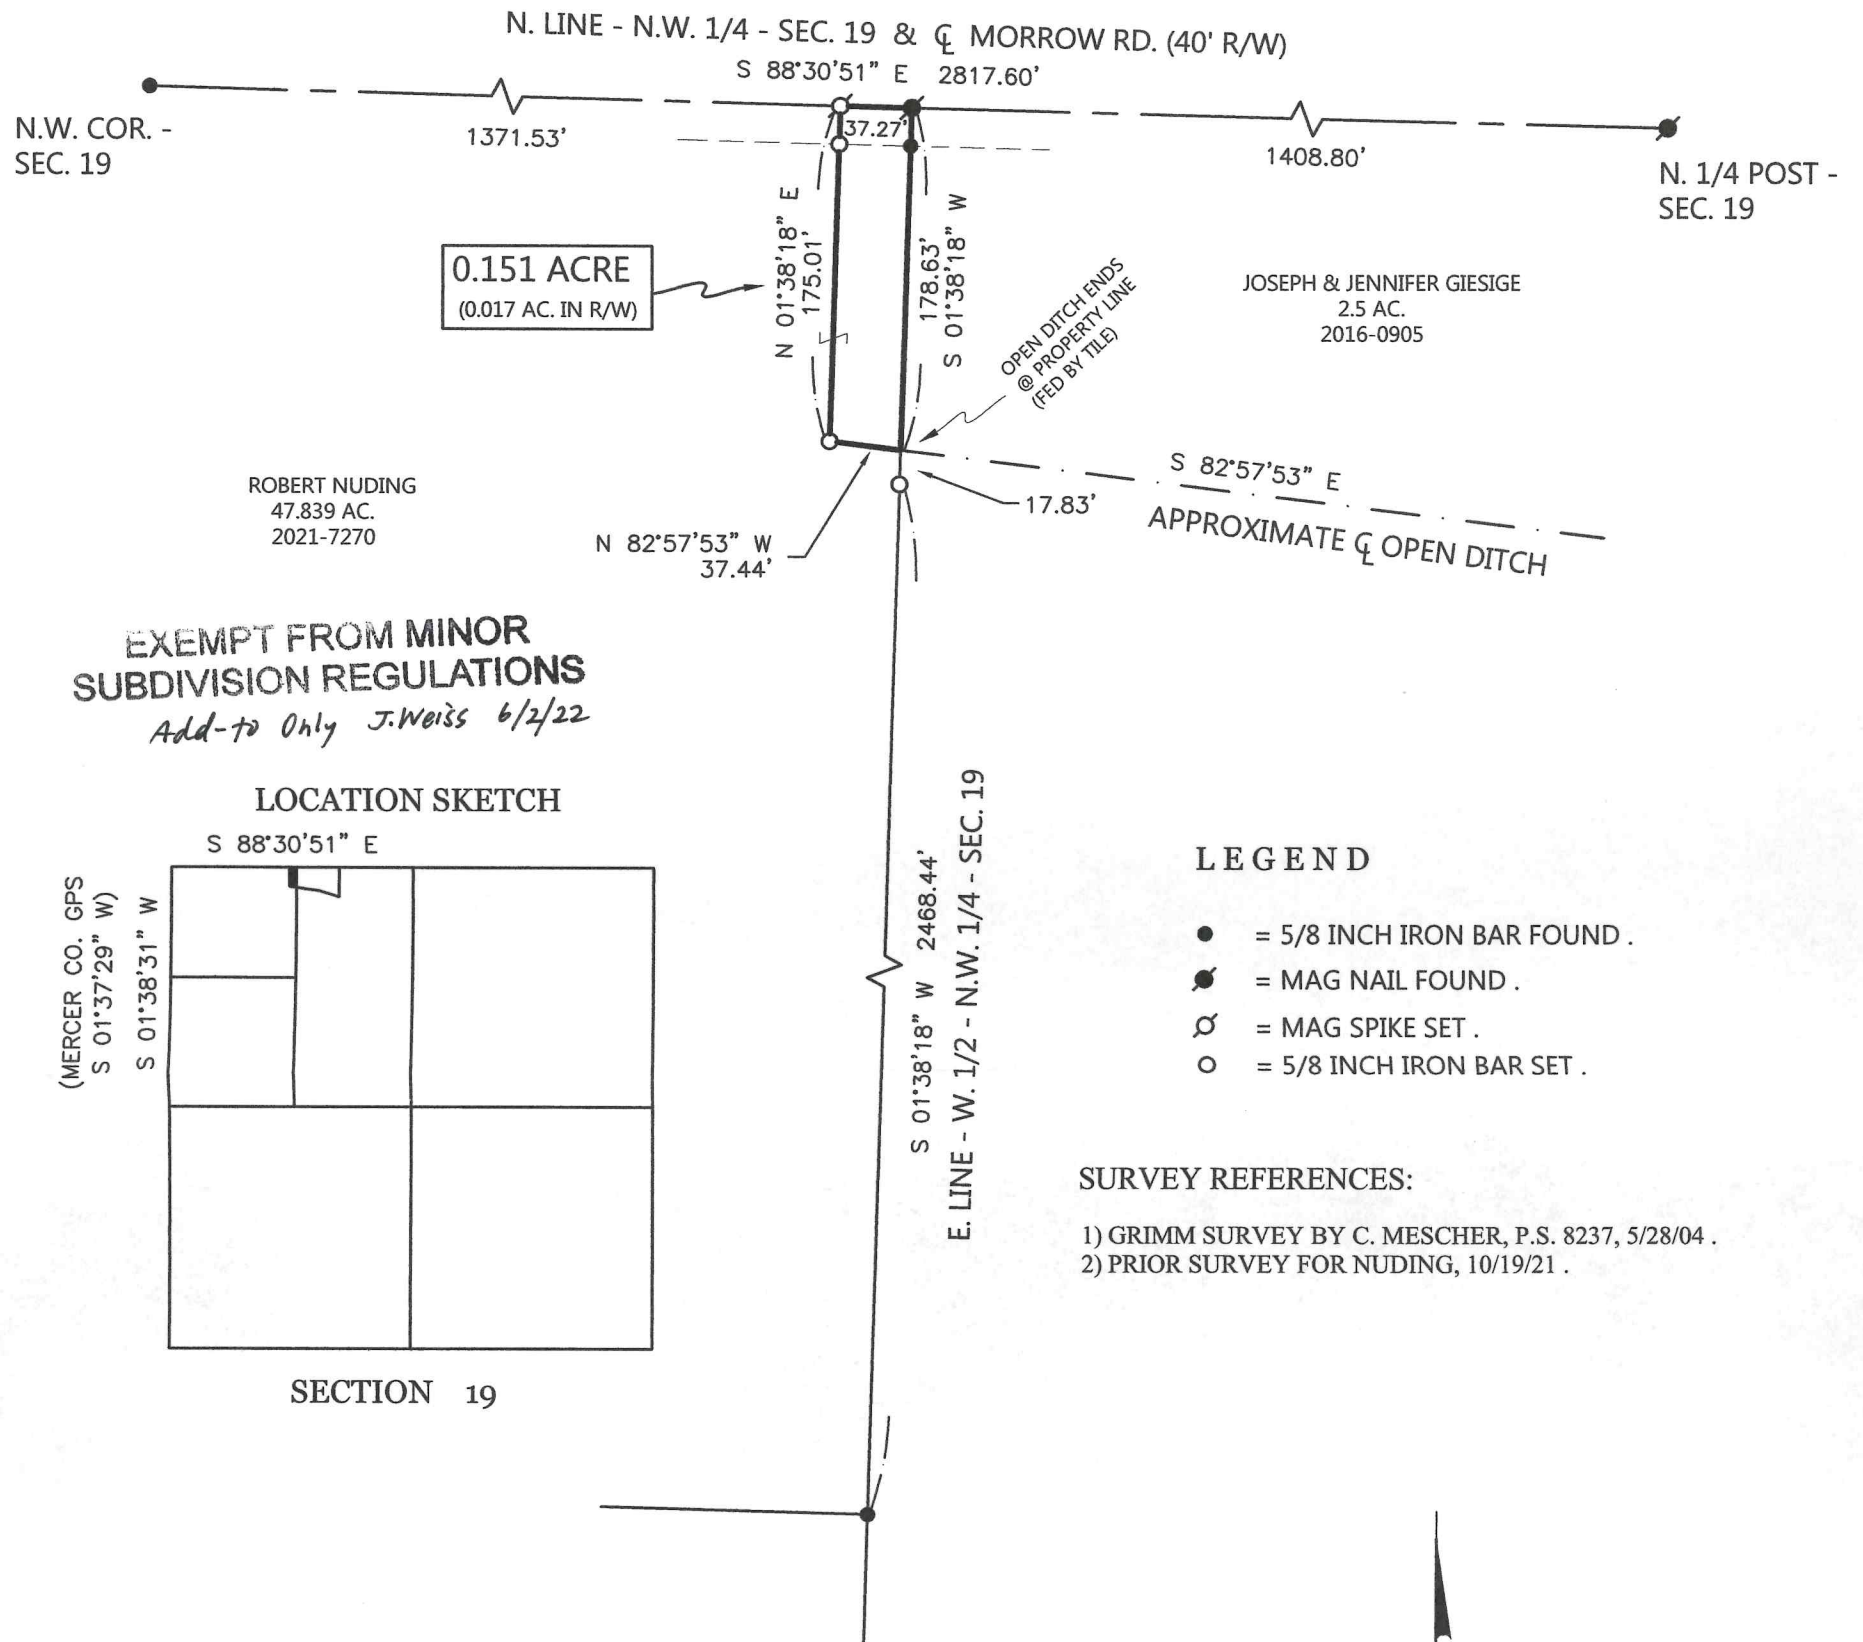 N. LINE - N.W. 1/4 - SEC. 19 & ℄ MORROW RD. (40' R/W)
S 88°30'51" E 2817.60'
N.W. COR. -
SEC. 19
1371.53'
37.27'
1408.80'
N. 1/4 POST -
SEC. 19
0.151 ACRE
(0.017 AC. IN R/W)
N 01°38'18" E
175.01'
178.63'
S 01°38'18" W
OPEN DITCH ENDS
@ PROPERTY LINE
(FED BY TILE)
JOSEPH & JENNIFER GIESIGE
2.5 AC.
2016-0905
ROBERT NUDING
47.839 AC.
2021-7270
N 82°57'53" W
37.44'
17.83'
S 82°57'53" E
APPROXIMATE ℄ OPEN DITCH
EXEMPT FROM MINOR
SUBDIVISION REGULATIONS
Add-to Only J.Weiss 6/2/22
LOCATION SKETCH
S 88°30'51" E
(MERCER CO. GPS
S 01°37'29" W)
S 01°38'31" W
SECTION 19
S 01°38'18" W 2468.44'
E. LINE - W. 1/2 - N.W. 1/4 - SEC. 19
LEGEND
= 5/8 INCH IRON BAR FOUND .
= MAG NAIL FOUND .
= MAG SPIKE SET .
= 5/8 INCH IRON BAR SET .
SURVEY REFERENCES:
1) GRIMM SURVEY BY C. MESCHER, P.S. 8237, 5/28/04 .
2) PRIOR SURVEY FOR NUDING, 10/19/21 .